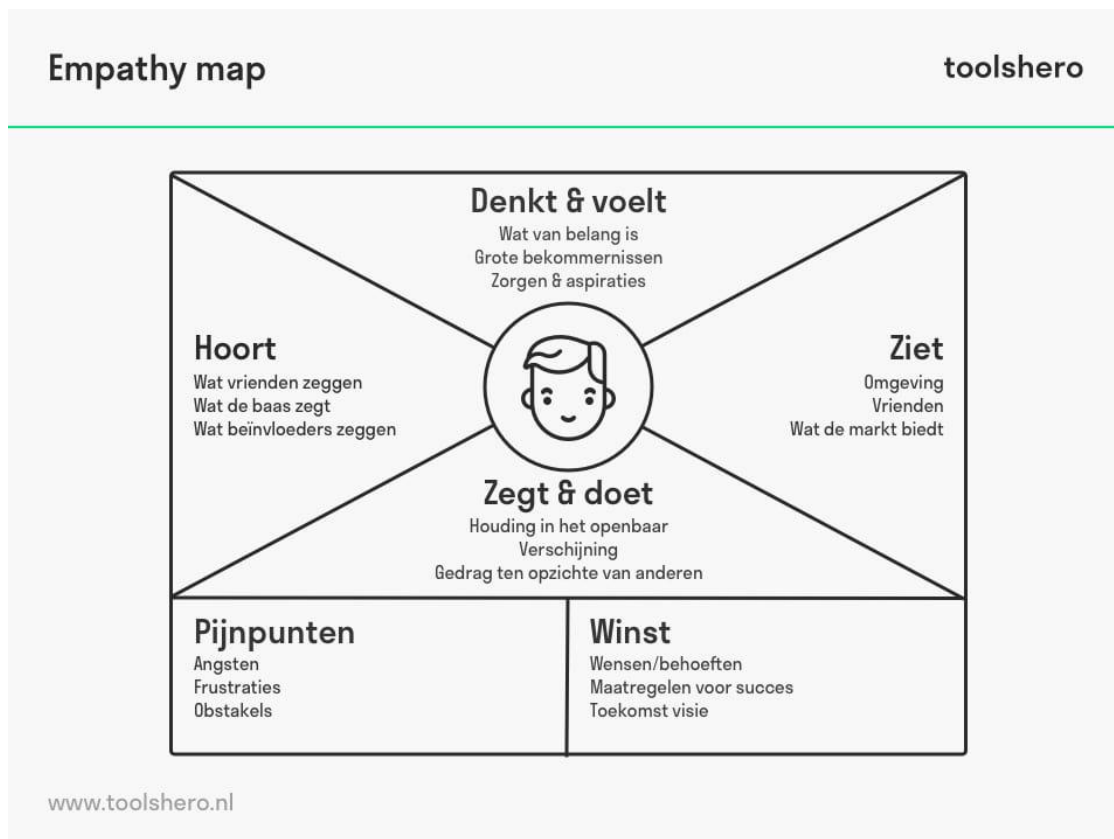 Empathy map
toolshero
Denkt & voelt
Wat van belang is
Grote bekommernissen
Zorgen & aspiraties
Hoort
Wat vrienden zeggen
Wat de baas zegt
Wat beïnvloeders zeggen
Ziet
Omgeving
Vrienden
Wat de markt biedt
Zegt & doet
Houding in het openbaar
Verschijning
Gedrag ten opzichte van anderen
Pijnpunten
Angsten
Frustraties
Obstakels
Winst
Wensen/behoeften
Maatregelen voor succes
Toekomst visie
www.toolshero.nl